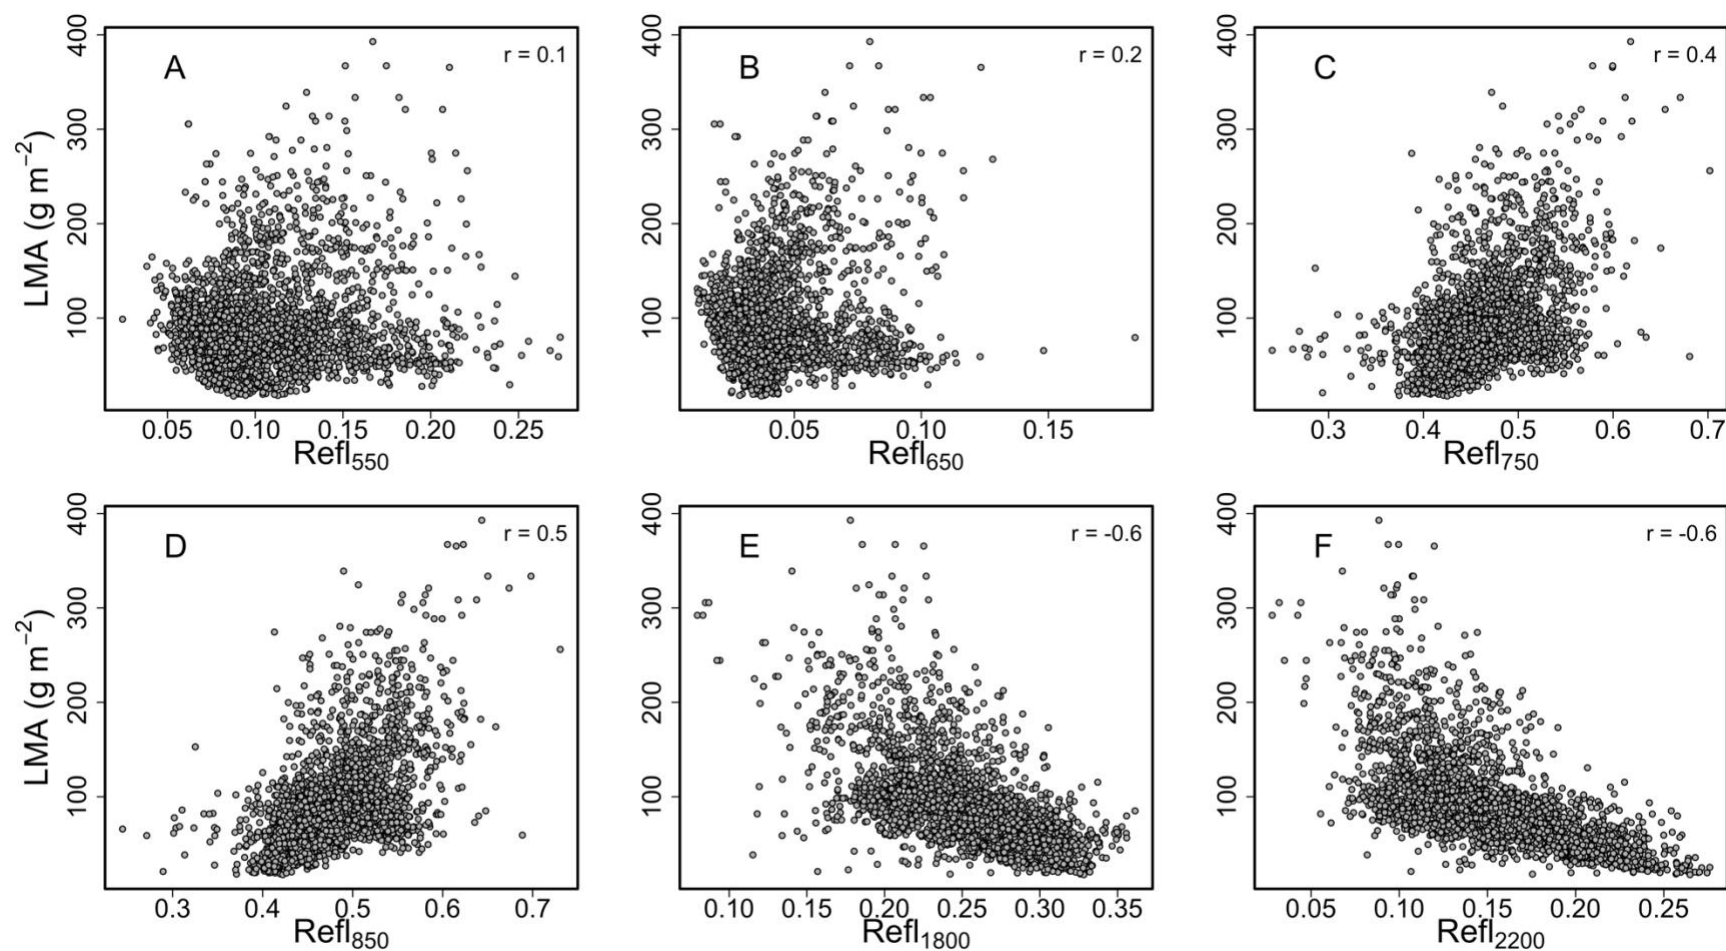 A
r = 0.1
400
300
200
100
LMA (g m⁻²)
0.05 0.10 0.15 0.20 0.25
Refl₅₅₀
B
r = 0.2
400
300
200
100
0.05 0.10 0.15
Refl₆₅₀
C
r = 0.4
400
300
200
100
0.3 0.4 0.5 0.6 0.7
Refl₇₅₀
D
r = 0.5
400
300
200
100
LMA (g m⁻²)
0.3 0.4 0.5 0.6 0.7
Refl₈₅₀
E
r = -0.6
400
300
200
100
0.10 0.15 0.20 0.25 0.30 0.35
Refl₁₈₀₀
F
r = -0.6
400
300
200
100
0.05 0.10 0.15 0.20 0.25
Refl₂₂₀₀